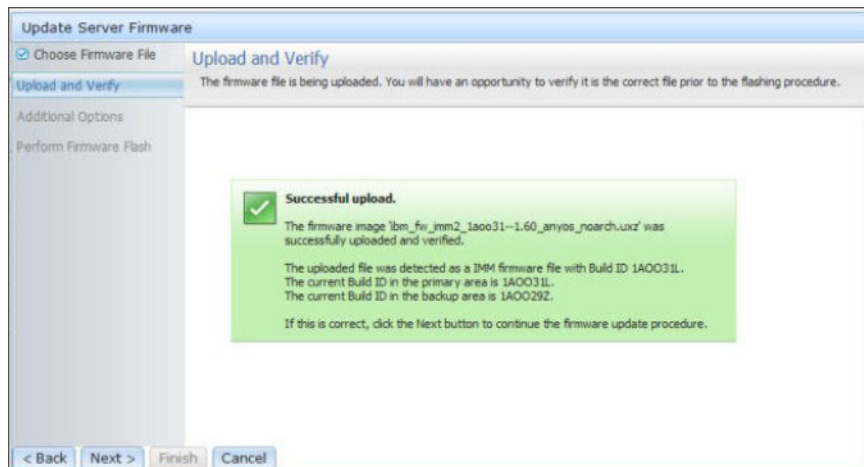 Update Server Firmware
Choose Firmware File
Upload and Verify
Additional Options
Perform Firmware Flash
Upload and Verify
The firmware file is being uploaded. You will have an opportunity to verify it is the correct file prior to the flashing procedure.
Successful upload.
The firmware image 'ibm_fw_imm2_1aoo31--1.60_anyos_noarch.uxz' was
successfully uploaded and verified.
The uploaded file was detected as a IMM firmware file with Build ID 1AOO31L.
The current Build ID in the primary area is 1AOO31L.
The current Build ID in the backup area is 1AOO29Z.
If this is correct, click the Next button to continue the firmware update procedure.
< Back Next > Finish Cancel